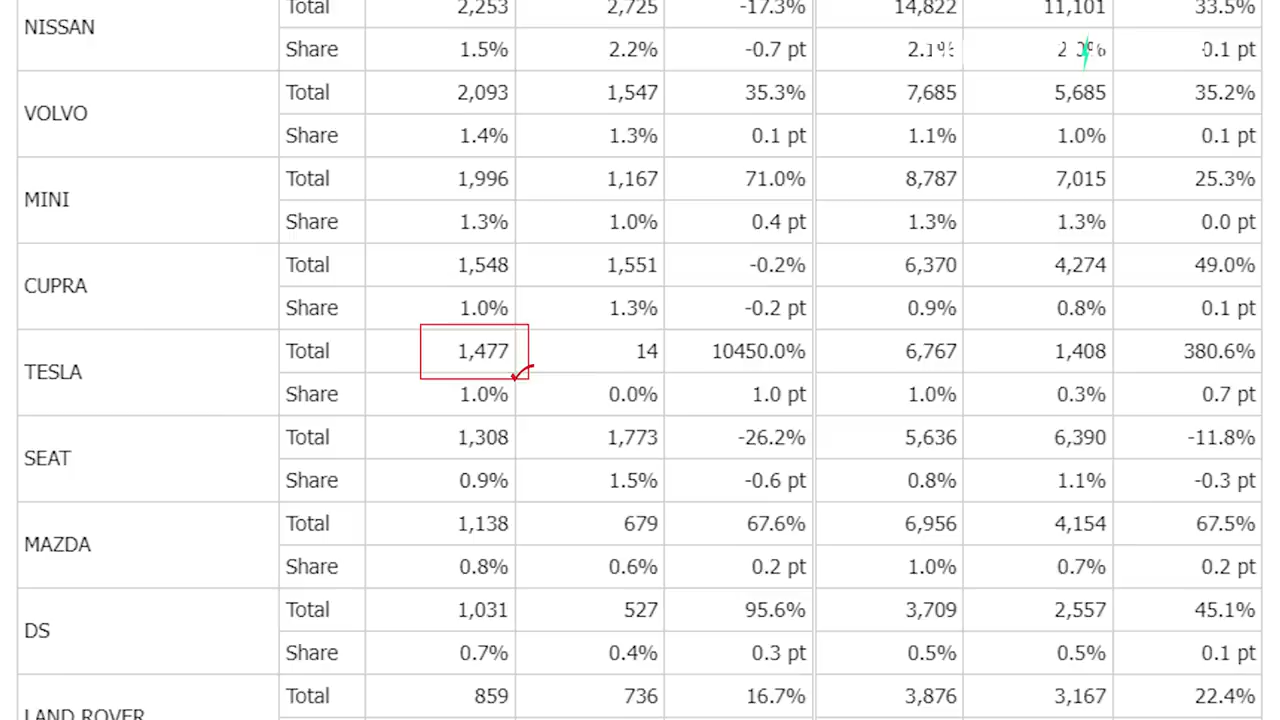 Total 2,253 2,725 -17.3% 14,822 11,101 33.5%
NISSAN
Share 1.5% 2.2% -0.7 pt 0.1 pt
Total 2,093 1,547 35.3% 7,685 5,685 35.2%
VOLVO
Share 1.4% 1.3% 0.1 pt 1.1% 1.0% 0.1 pt
Total 1,996 1,167 71.0% 8,787 7,015 25.3%
MINI
Share 1.3% 1.0% 0.4 pt 1.3% 1.3% 0.0 pt
Total 1,548 1,551 -0.2% 6,370 4,274 49.0%
CUPRA
Share 1.0% 1.3% -0.2 pt 0.9% 0.8% 0.1 pt
Total 1,477 14 10450.0% 6,767 1,408 380.6%
TESLA
Share 1.0% 0.0% 1.0 pt 1.0% 0.3% 0.7 pt
Total 1,308 1,773 -26.2% 5,636 6,390 -11.8%
SEAT
Share 0.9% 1.5% -0.6 pt 0.8% 1.1% -0.3 pt
Total 1,138 679 67.6% 6,956 4,154 67.5%
MAZDA
Share 0.8% 0.6% 0.2 pt 1.0% 0.7% 0.2 pt
Total 1,031 527 95.6% 3,709 2,557 45.1%
DS
Share 0.7% 0.4% 0.3 pt 0.5% 0.5% 0.1 pt
Total 859 736 16.7% 3,876 3,167 22.4%
LAND ROVER